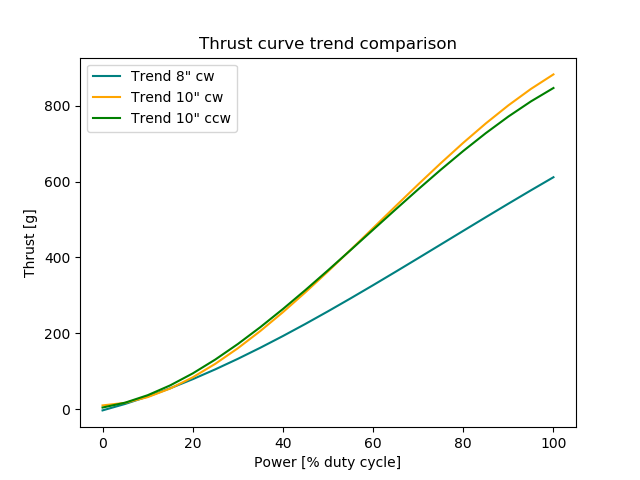 Thrust curve trend comparison
Trend 8" cw
Trend 10" cw
Trend 10" ccw
Thrust [g]
800
600
400
200
0
0 20 40 60 80 100
Power [% duty cycle]